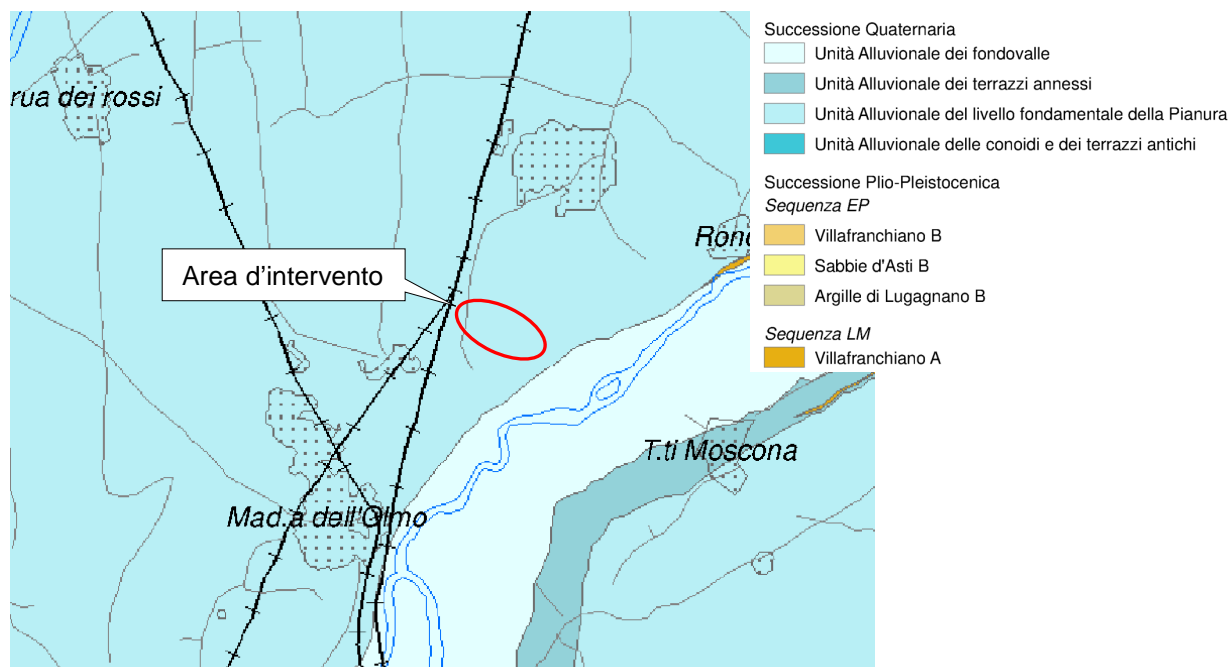 rua dei rossi
Area d'intervento
Mad.a dell'Olmo
T.ti Moscona
Successione Quaternaria
Unità Alluvionale dei fondovalle
Unità Alluvionale dei terrazzi annessi
Unità Alluvionale del livello fondamentale della Pianura
Unità Alluvionale delle conoidi e dei terrazzi antichi
Successione Plio-Pleistocenica
Sequenza EP
Villafranchiano B
Sabbie d'Asti B
Argille di Lugagnano B
Sequenza LM
Villafranchiano A